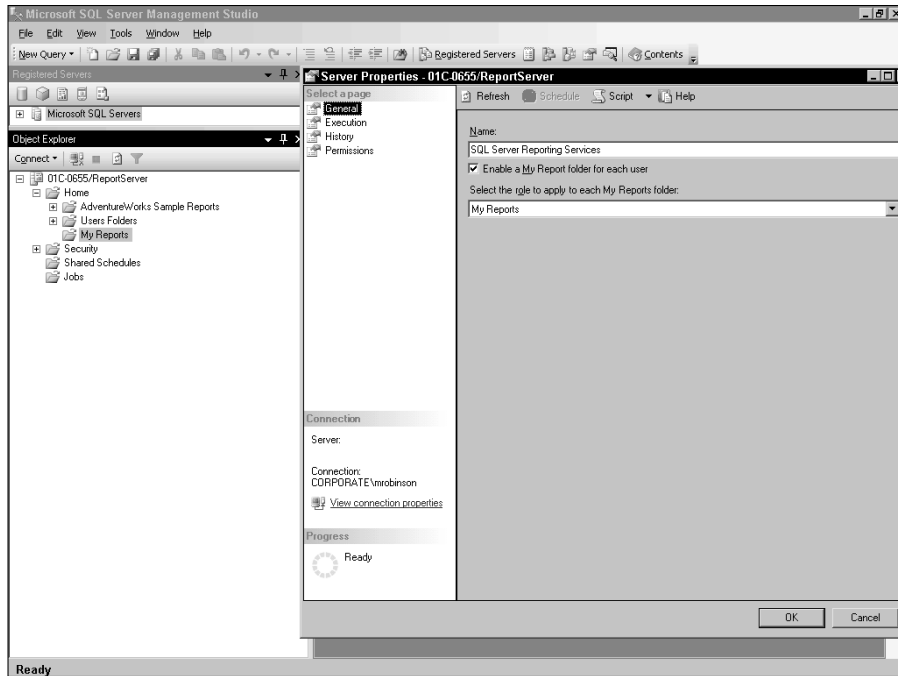 Microsoft SQL Server Management Studio
File Edit View Tools Window Help
New Query Registered Servers Contents
Registered Servers
Microsoft SQL Servers
Object Explorer
Connect
01C-0655/ReportServer
Home
AdventureWorks Sample Reports
Users Folders
My Reports
Security
Shared Schedules
Jobs
Server Properties - 01C-0655/ReportServer
Select a page
General
Execution
History
Permissions
Refresh Schedule Script Help
Name:
SQL Server Reporting Services
Enable a My Report folder for each user
Select the role to apply to each My Reports folder:
My Reports
Connection
Server:
Connection:
CORPORATE\mrobinson
View connection properties
Progress
Ready
OK Cancel
Ready